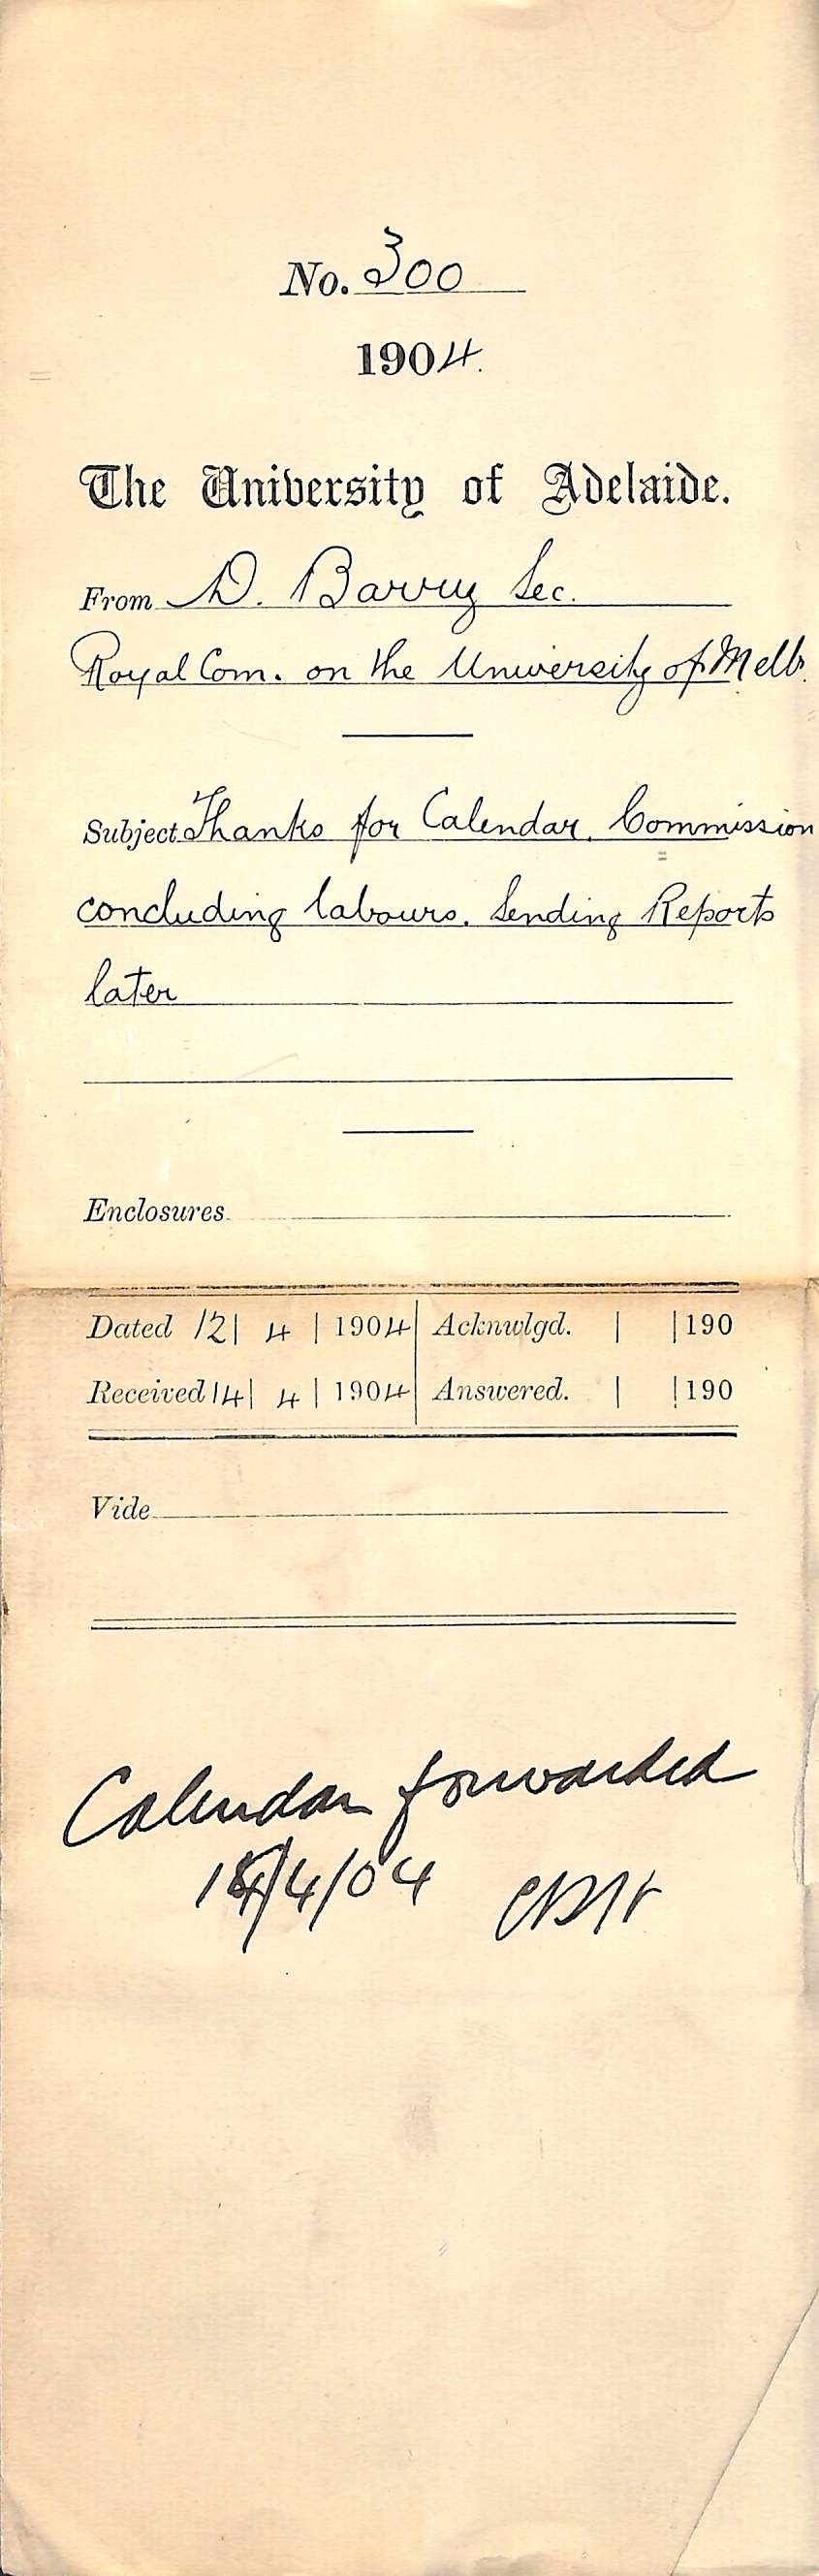 No. 300
1904.
The University of Adelaide.
From D. Barry Sec.
Royal Com. on the University of Melb.
Subject Thanks for Calendar. Commission
concluding labours. Sending Reports
later
Enclosures
Dated 12 | 4 | 1904 Acknwlgd. | | 190
Received 14 | 4 | 1904 Answered. | | 190
Vide
Calendar forwarded
/4/04